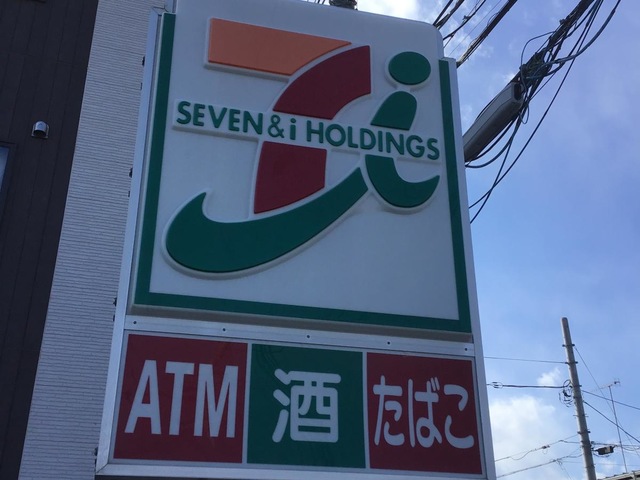 SEVEN & i HOLDINGS
ATM 酒 たばこ